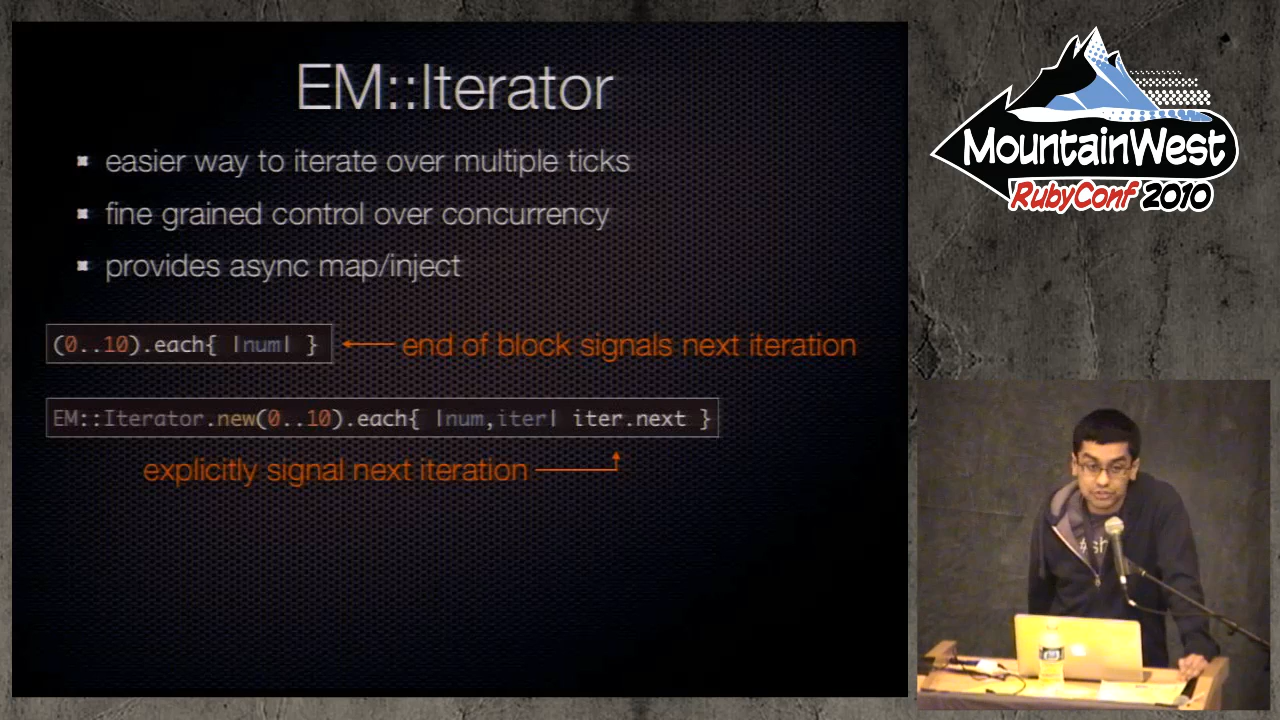 EM::Iterator
easier way to iterate over multiple ticks
fine grained control over concurrency
provides async map/inject
(0..10).each{ |num| }
end of block signals next iteration
EM::Iterator.new(0..10).each{ |num,iter| iter.next }
explicitly signal next iteration
MountainWest
RubyConf 2010